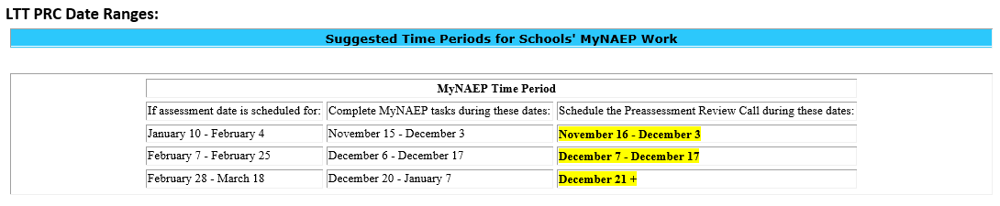 LTT PRC Date Ranges:
Suggested Time Periods for Schools' MyNAEP Work
MyNAEP Time Period
If assessment date is scheduled for: Complete MyNAEP tasks during these dates: Schedule the Preassessment Review Call during these dates:
January 10 - February 4 November 15 - December 3 November 16 - December 3
February 7 - February 25 December 6 - December 17 December 7 - December 17
February 28 - March 18 December 20 - January 7 December 21 +